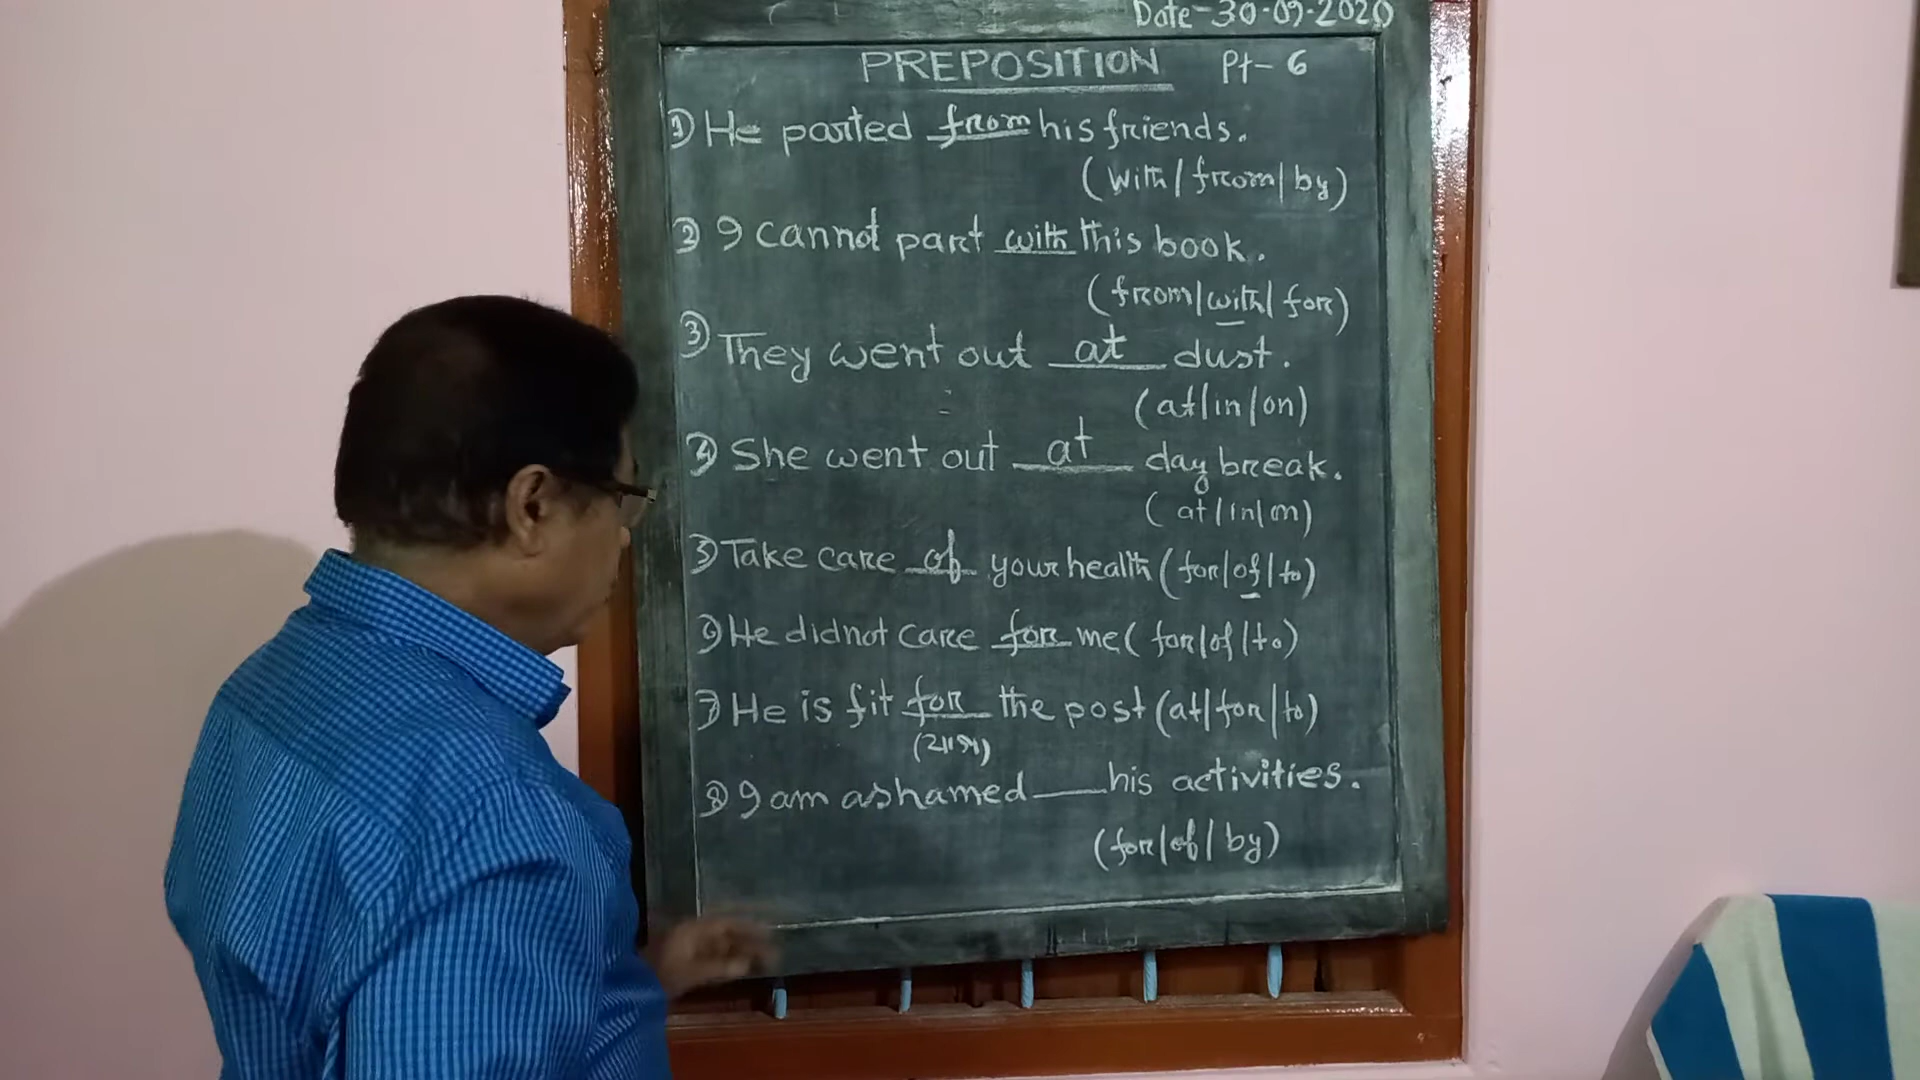 Date-30-09-2020
PREPOSITION Pt-6
1) He parted from his friends.
(with/from/by)
2) I cannot part with this book.
(from/with/for)
3) They went out at dust.
(at/in/on)
4) She went out at day break.
(at/in/on)
5) Take care of your health (for/of/to)
6) He didnot care for me (for/of/to)
7) He is fit for the post (at/for/to)
8) I am ashamed ___ his activities.
(for/of/by)